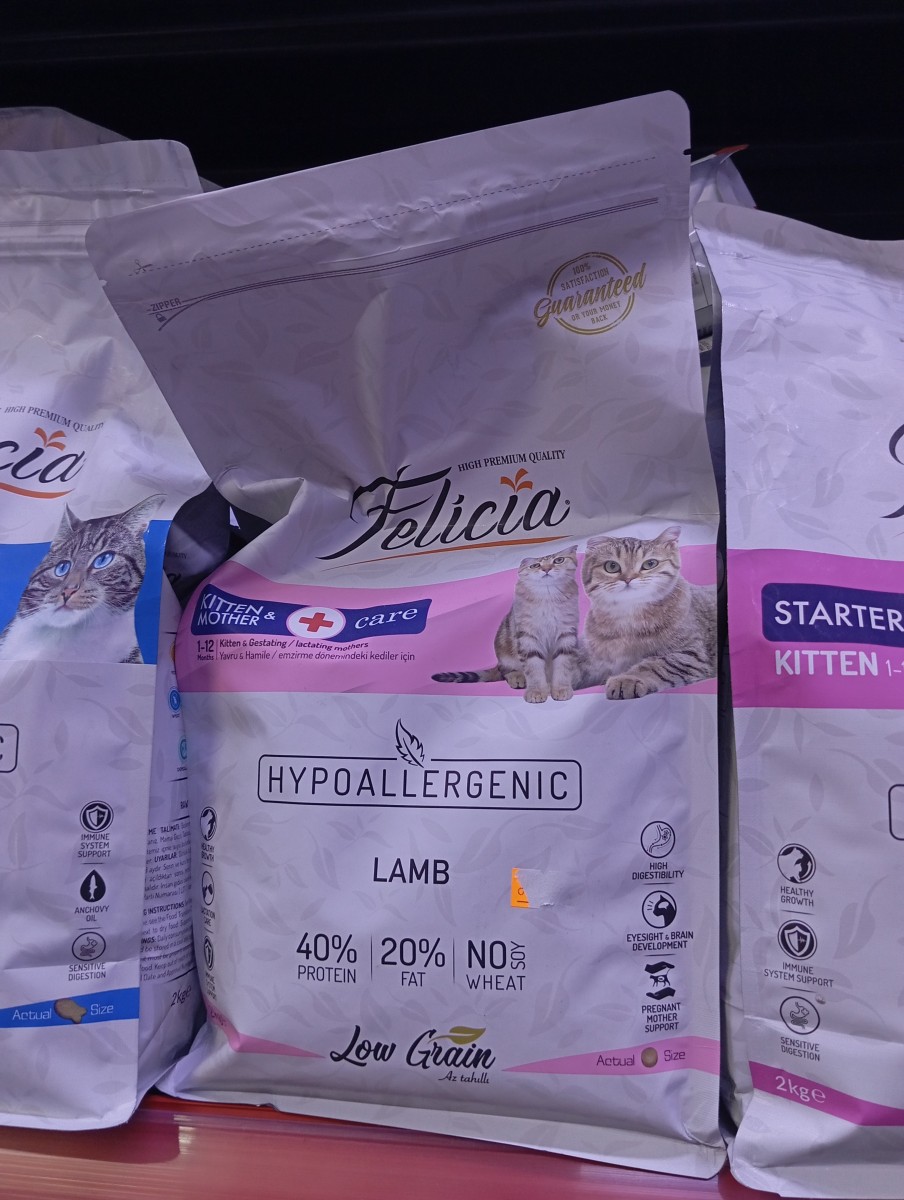 ZIPPER
100%
SATISFACTION
Guaranteed
OR YOUR MONEY
BACK
HIGH PREMIUM QUALITY
Felicia
KITTEN
MOTHER & care
1-12 Kitten & Gestating / lactating mothers
Months Yavru & Hamile / emzirme dönemindeki kediler için
HYPOALLERGENIC
LAMB
40% 20% NO SOY
PROTEIN FAT WHEAT
HIGH
DIGESTIBILITY
EYESIGHT & BRAIN
DEVELOPMENT
PREGNANT
MOTHER
SUPPORT
Low Grain
Az tahıllı
Actual Size
HIGH PREMIUM QUALITY
cia
IMMUNE
SYSTEM
SUPPORT
ANCHOVY
OIL
SENSITIVE
DIGESTION
Actual Size
2kg
STARTER
KITTEN 1-
HEALTHY
GROWTH
IMMUNE
SYSTEM SUPPORT
SENSITIVE
DIGESTION
2kg e